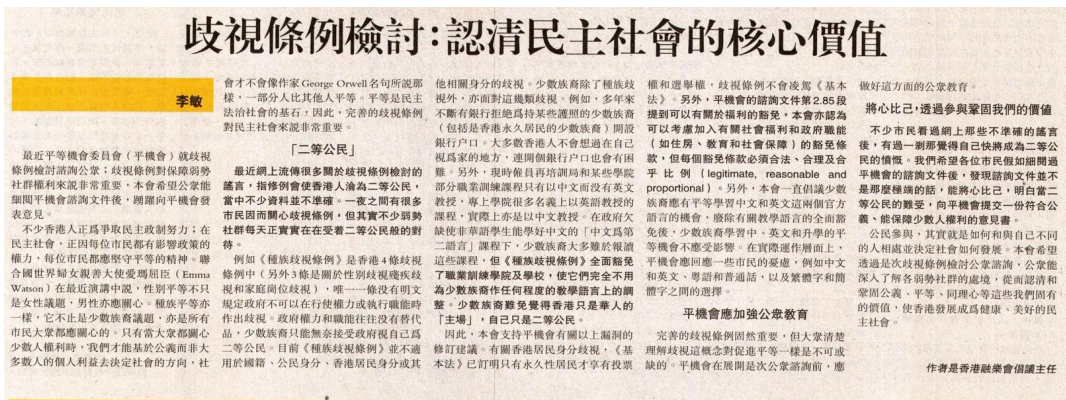 歧視條例檢討：認清民主社會的核心價值
李敏
最近平等機會委員會（平機會）就歧視
條例檢討諮詢公眾；歧視條例對保障弱勢
社群權利來說非常重要，本會希望公眾能
細閱平機會諮詢文件後，踴躍向平機會發
表意見。
不少香港人正爲爭取民主政制努力；在
民主社會，正因每位市民都有影響政策的
權力，每位市民都應堅守平等的精神。聯
合國世界婦女親善大使愛瑪屈臣（Emma
Watson）在最近演講中說，性別平等不只
是女性議題，男性亦應關心。種族平等亦
一樣，它不止是少數族裔議題，亦是所有
市民大眾都應關心的。只有當大眾都關心
少數人權利時，我們才能基於公義而非大
多數人的個人利益去決定社會的方向，社
會才不會像作家George Orwell名句所說那
樣，一部分人比其他人平等。平等是民主
法治社會的基石，因此，完善的歧視條例
對民主社會來說非常重要。
「二等公民」
最近網上流傳很多關於歧視條例檢討的
謠言，指修例會使香港人淪為二等公民，
當中不少資料並不準確。一夜之間有很多
市民因而關心歧視條例，但其實不少弱勢
社群每天正實實在在受着二等公民般的對
待。
例如《種族歧視條例》是香港4條歧視
條例中（另外3條是關於性別歧視殘疾歧
視和家庭崗位歧視），唯一一條沒有明文
規定政府不可以在行使權力或執行職能時
作出歧視。政府權力和職能往往沒有替代
品，少數族裔只能無奈接受政府視自己爲
二等公民。目前《種族歧視條例》並不適
用於國籍、公民身分、香港居民身分或其
他相關身分的歧視。少數族裔除了種族歧
視外，亦面對這幾類歧視。例如，多年來
不斷有銀行拒絶爲持某些護照的少數族裔
（包括是香港永久居民的少數族裔）開設
銀行户口。大多數香港人不會想過在自己
視爲家的地方，連開個銀行户口也會有困
難。另外，現時僱員再培訓局和某些學院
部分職業訓練課程只有以中文而沒有英文
教授，專上學院很多名義上以英語教授的
課程，實際上亦是以中文教授。在政府欠
缺使非華語學生能學好中文的「中文爲第
二語言」課程下，少數族裔大多難於報讀
這些課程，但《種族歧視條例》全面豁免
了職業訓練學院及學校，使它們完全不用
為少數族裔作任何程度的教學語言上的調
整。少數族裔難免覺得香港只是華人的
「主場」，自己只是二等公民。
因此，本會支持平機會有關以上漏洞的
修訂建議。有關香港居民身分歧視，《基
本法》已訂明只有永久性居民才享有投票
權和選舉權，歧視條例不會凌駕《基本
法》。另外，平機會的諮詢文件第2.85段
提到可以有關於福利的豁免，本會亦認為
可以考慮加入有關社會福利和政府職能
（如住房、教育和社會保障）的豁免條
款，但每個豁免條款必須合法、合理及合
乎比例（legitimate, reasonable and
proportional）。另外，本會一直倡議少數
族裔應有平等學習中文和英文這兩個官方
語言的機會，廢除有關教學語言的全面豁
免後，少數族裔學習中、英文和升學的平
等機會不應受影響。在實際運作層面上，
平機會應回應一些市民的憂慮，例如中文
和英文、粵語和普通話，以及繁體字和簡
體字之間的選擇。
平機會應加強公眾教育
完善的歧視條例固然重要，但大眾清楚
理解歧視這概念對促進平等一樣是不可或
缺的。平機會在展開是次公眾諮詢前，應
做好這方面的公眾教育。
將心比己，透過參與鞏固我們的價值
不少市民看過網上那些不準確的謠言
後，有過一剎那覺得自己快將成為二等公
民的憤慨。我們希望各位市民假如細閱過
平機會的諮詢文件後，發現諮詢文件並不
是那麼極端的話，能將心比己，明白當二
等公民的難受，向平機會提交一份符合公
義、能保障少數人權利的意見書。
公民參與，其實就是如何與自己不同
的人相處並決定社會如何發展。本會希望
透過是次歧視條例檢討公眾諮詢，公眾能
深入了解各弱勢社群的處境，從而認清和
鞏固公義、平等、同理心等這些我們固有
的價值，使香港發展成爲健康、美好的民
主社會。
作者是香港融樂會倡議主任